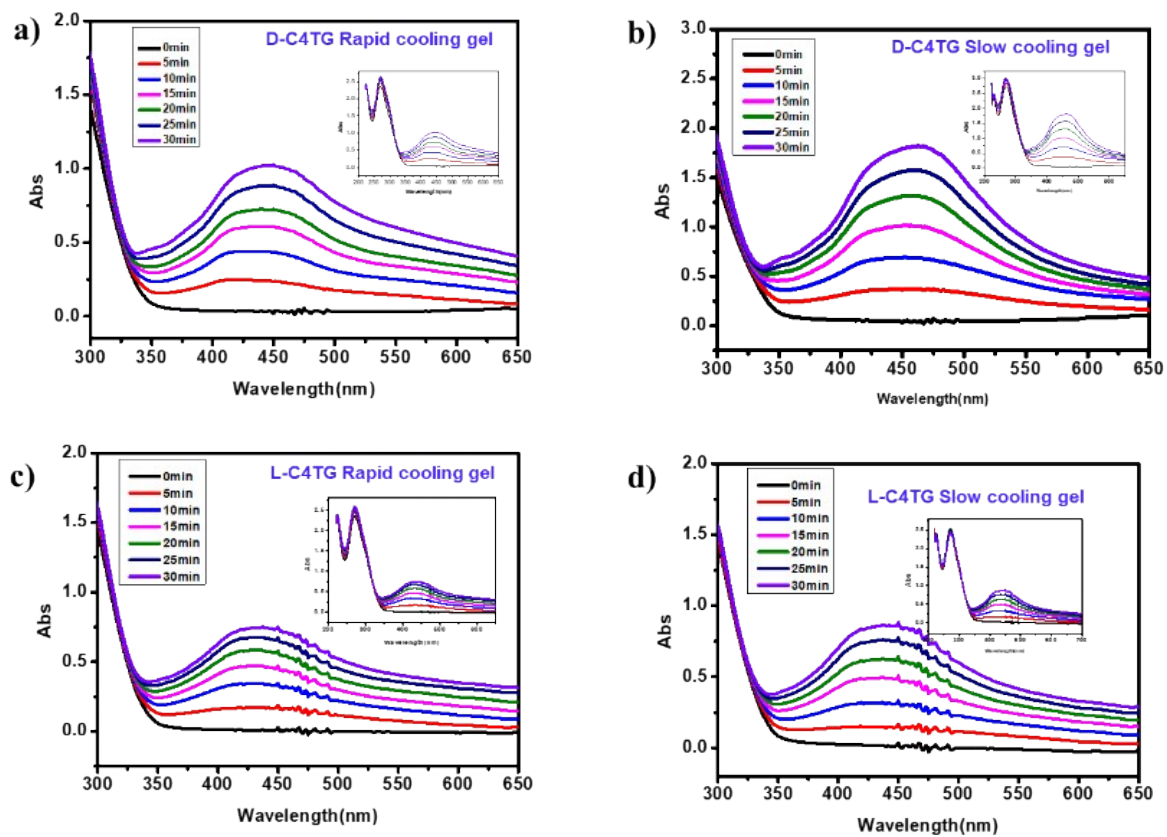 a)
D-C4TG Rapid cooling gel
0min
5min
10min
15min
20min
25min
30min
2.0
1.5
1.0
0.5
0.0
Abs
300 350 400 450 500 550 600 650
Wavelength(nm)
b)
D-C4TG Slow cooling gel
0min
5min
10min
15min
20min
25min
30min
3.0
2.5
2.0
1.5
1.0
0.5
0.0
Abs
300 350 400 450 500 550 600 650
Wavelength(nm)
c)
L-C4TG Rapid cooling gel
0min
5min
10min
15min
20min
25min
30min
2.0
1.5
1.0
0.5
0.0
Abs
300 350 400 450 500 550 600 650
Wavelength(nm)
d)
L-C4TG Slow cooling gel
0min
5min
10min
15min
20min
25min
30min
2.0
1.5
1.0
0.5
0.0
Abs
300 350 400 450 500 550 600 650
Wavelength(nm)